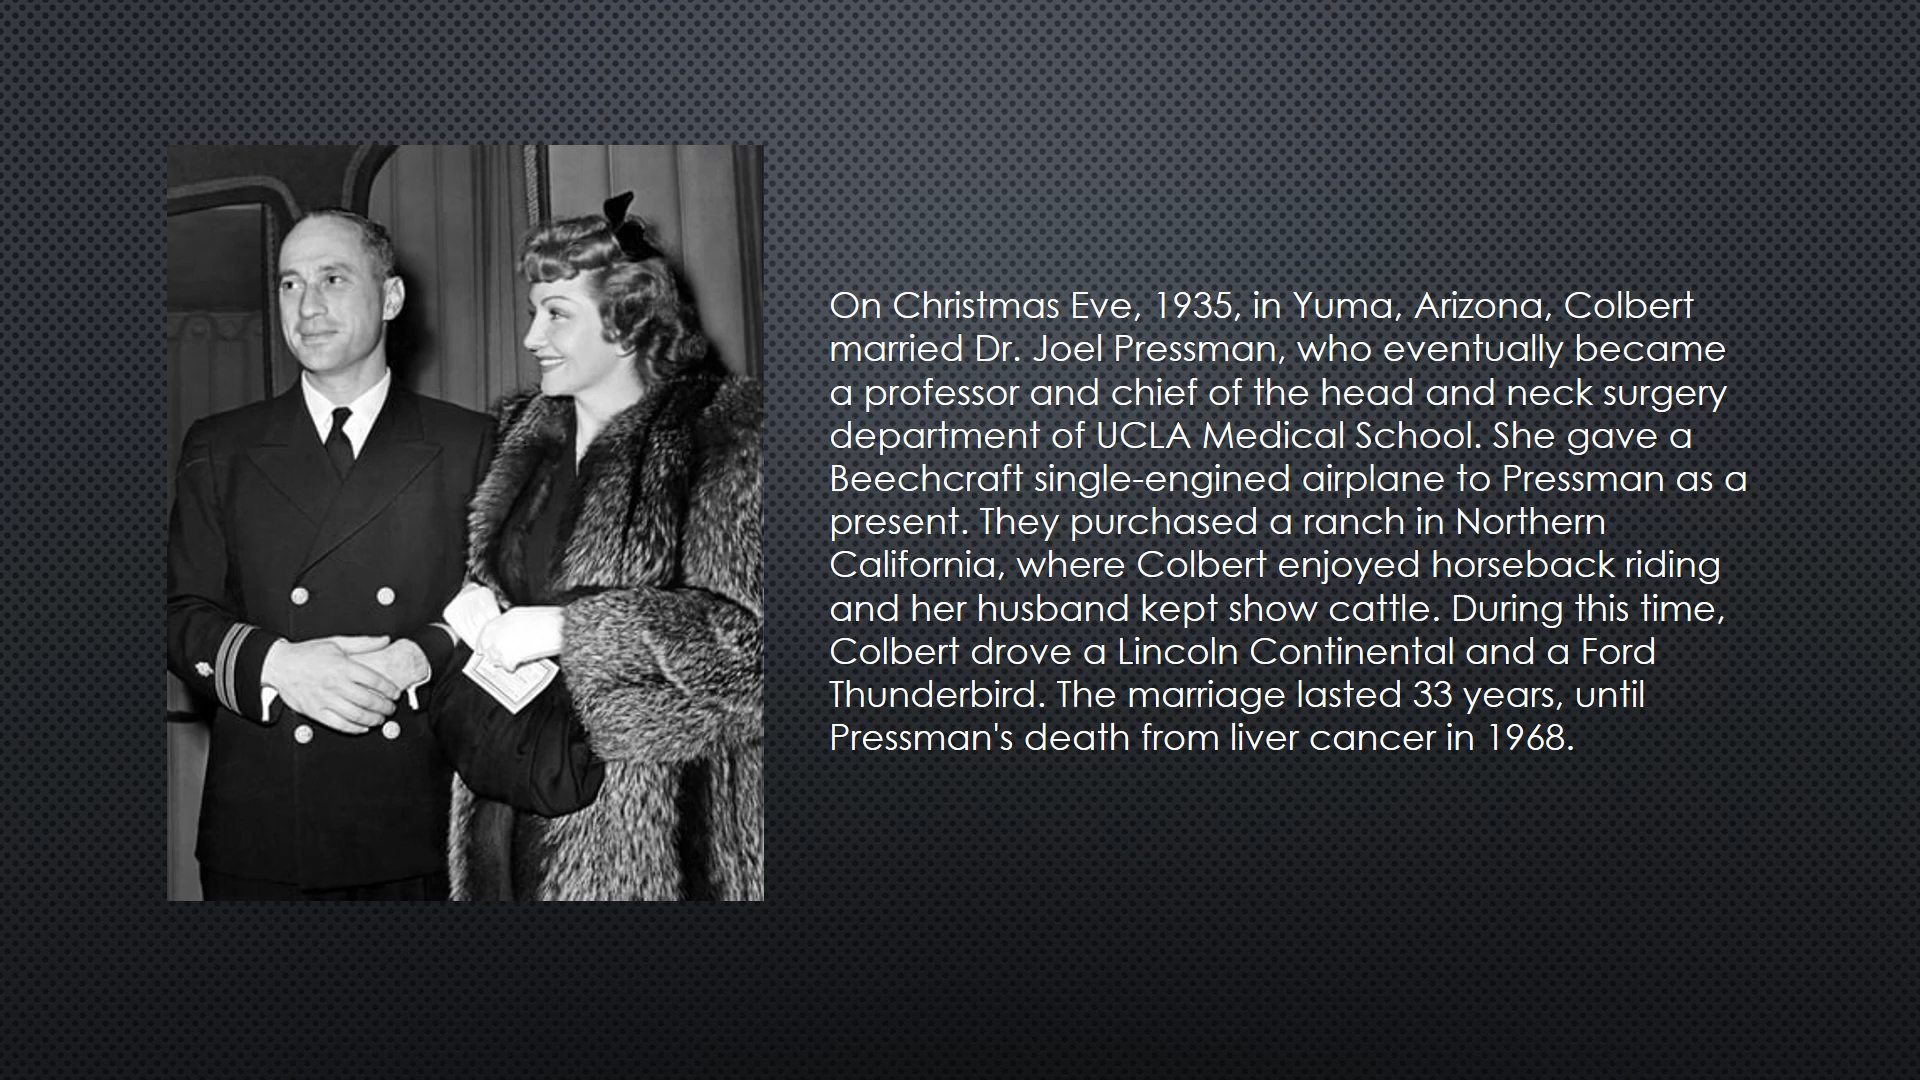 On Christmas Eve, 1935, in Yuma, Arizona, Colbert
married Dr. Joel Pressman, who eventually became
a professor and chief of the head and neck surgery
department of UCLA Medical School. She gave a
Beechcraft single-engined airplane to Pressman as a
present. They purchased a ranch in Northern
California, where Colbert enjoyed horseback riding
and her husband kept show cattle. During this time,
Colbert drove a Lincoln Continental and a Ford
Thunderbird. The marriage lasted 33 years, until
Pressman's death from liver cancer in 1968.